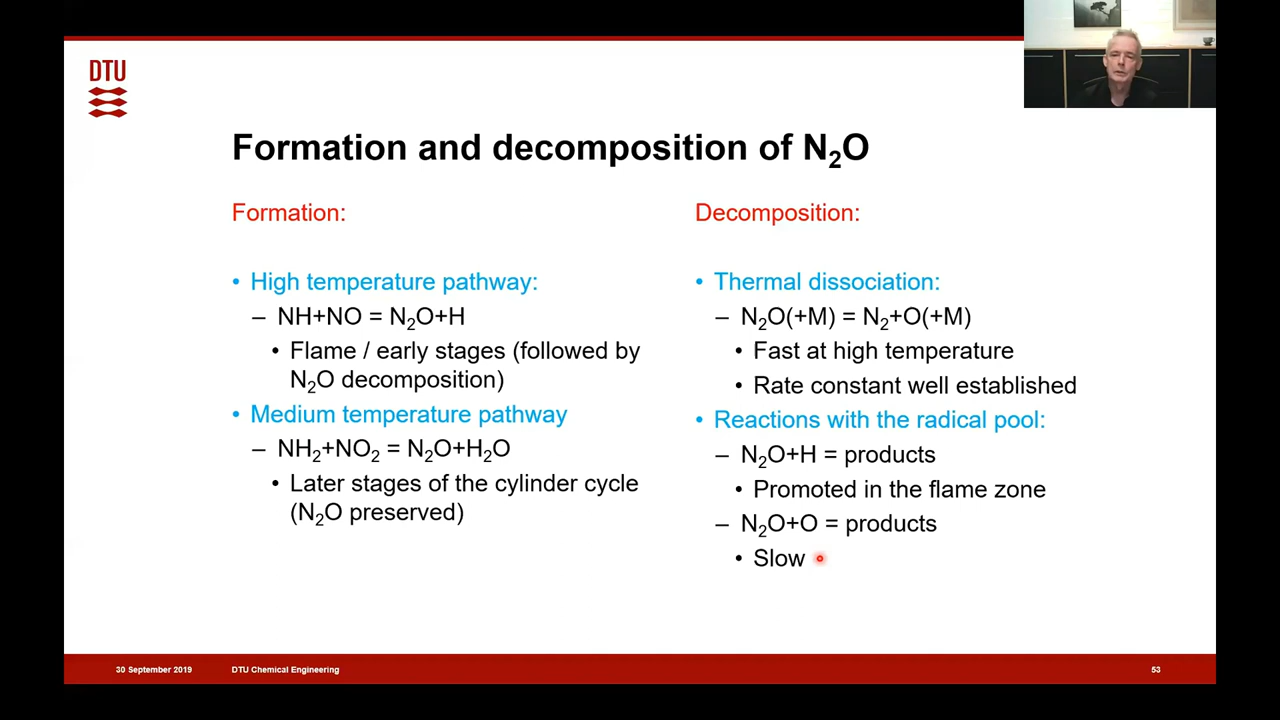 DTU
Formation and decomposition of N₂O
Formation:
• High temperature pathway:
– NH+NO = N₂O+H
• Flame / early stages (followed by
N₂O decomposition)
• Medium temperature pathway
– NH₂+NO₂ = N₂O+H₂O
• Later stages of the cylinder cycle
(N₂O preserved)
Decomposition:
• Thermal dissociation:
– N₂O(+M) = N₂+O(+M)
• Fast at high temperature
• Rate constant well established
• Reactions with the radical pool:
– N₂O+H = products
• Promoted in the flame zone
– N₂O+O = products
• Slow
30 September 2019
DTU Chemical Engineering
53